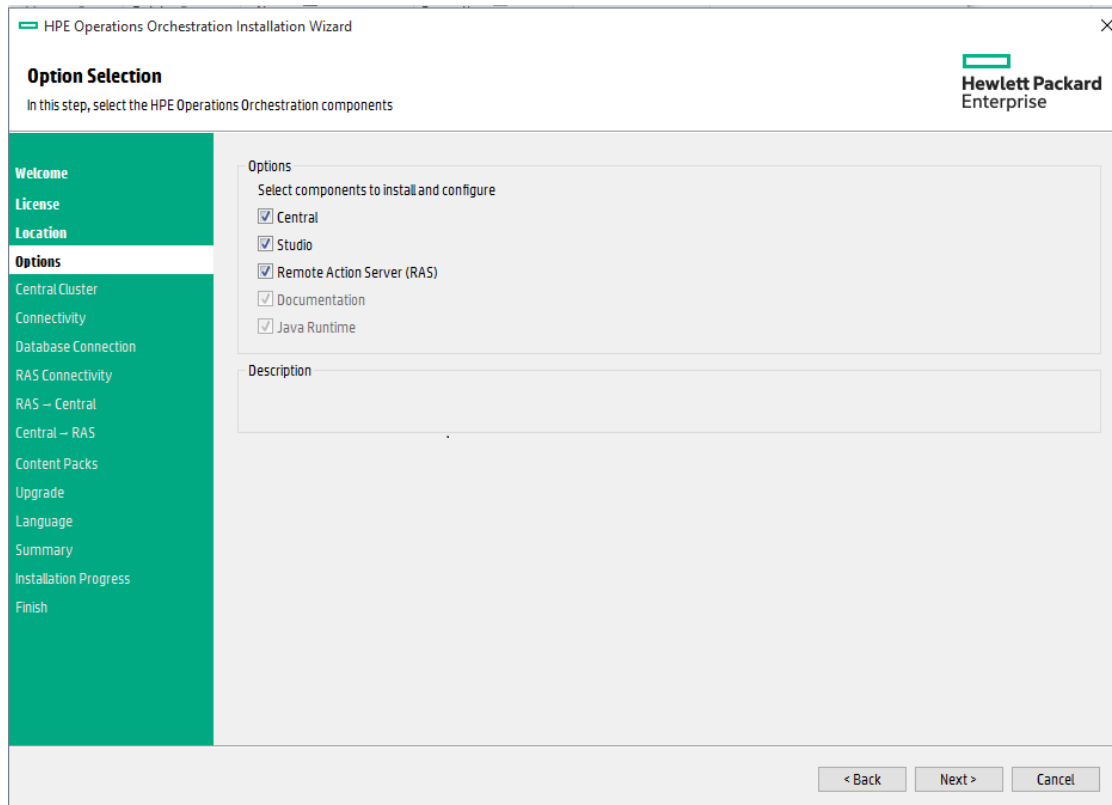 HPE Operations Orchestration Installation Wizard
Option Selection
In this step, select the HPE Operations Orchestration components
Hewlett Packard
Enterprise
Welcome
License
Location
Options
Central Cluster
Connectivity
Database Connection
RAS Connectivity
RAS → Central
Central → RAS
Content Packs
Upgrade
Language
Summary
Installation Progress
Finish
Options
Select components to install and configure
Central
Studio
Remote Action Server (RAS)
Documentation
Java Runtime
Description
< Back
Next >
Cancel